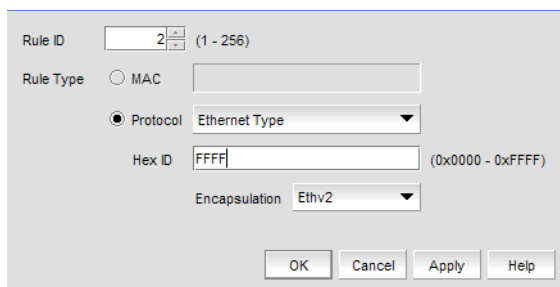 Rule ID 2 (1 - 256)
Rule Type MAC
Protocol Ethernet Type
Hex ID FFFF (0x0000 - 0xFFFF)
Encapsulation Ethv2
OK Cancel Apply Help